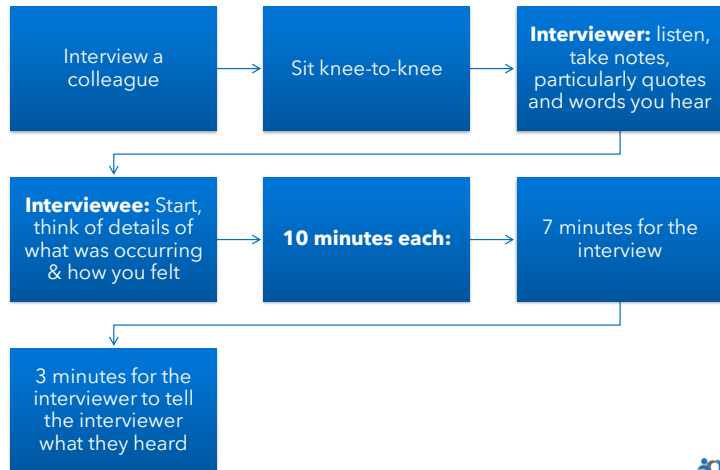 Interview a
colleague
Sit knee-to-knee
Interviewer: listen,
take notes,
particularly quotes
and words you hear
Interviewee: Start,
think of details of
what was occurring
& how you felt
10 minutes each:
7 minutes for the
interview
3 minutes for the
interviewer to tell
the interviewer
what they heard